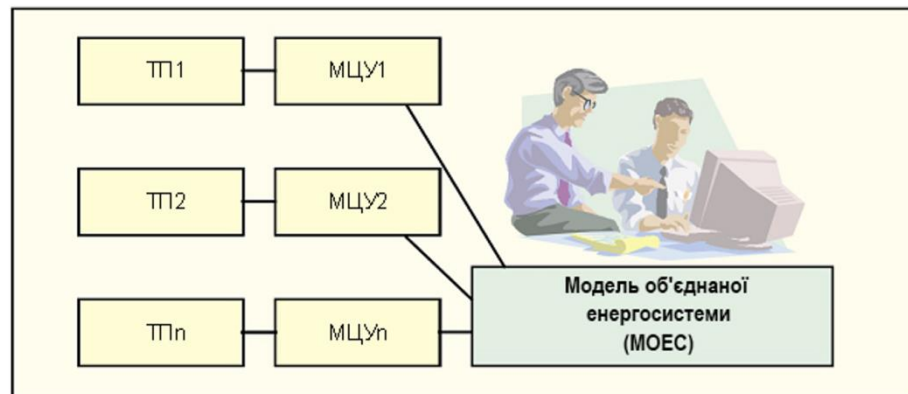 ТП1 МЦУ1
ТП2 МЦУ2
ТПn МЦУn
Модель об'єднаної
енергосистеми
(МОЕС)